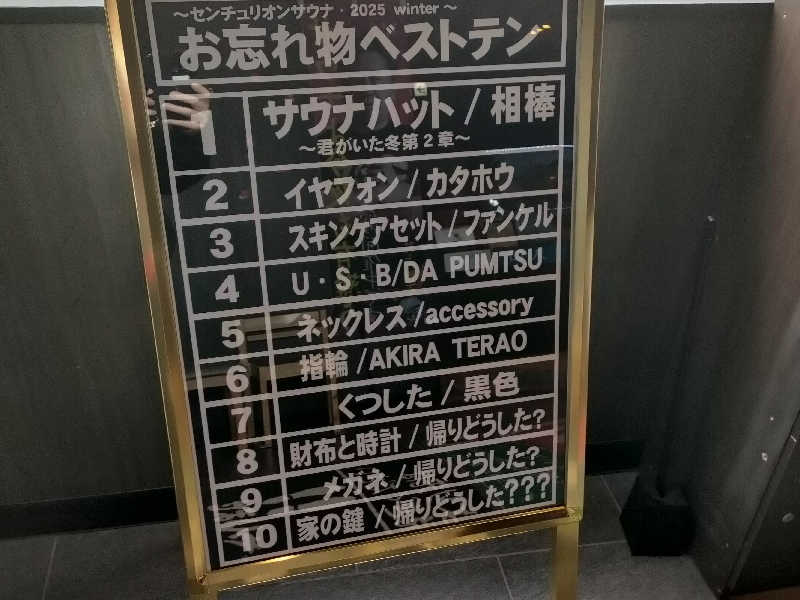 ～センチュリオンサウナ・2025 winter～
お忘れ物ベストテン
1 サウナハット / 相棒
～君がいた冬第2章～
2 イヤフォン / カタホウ
3 スキンケアセット / ファンケル
4 U・S・B/DA PUMTSU
5 ネックレス /accessory
6 指輪 /AKIRA TERAO
7 くつした / 黒色
8 財布と時計 / 帰りどうした?
9 メガネ / 帰りどうした?
10 家の鍵 / 帰りどうした???